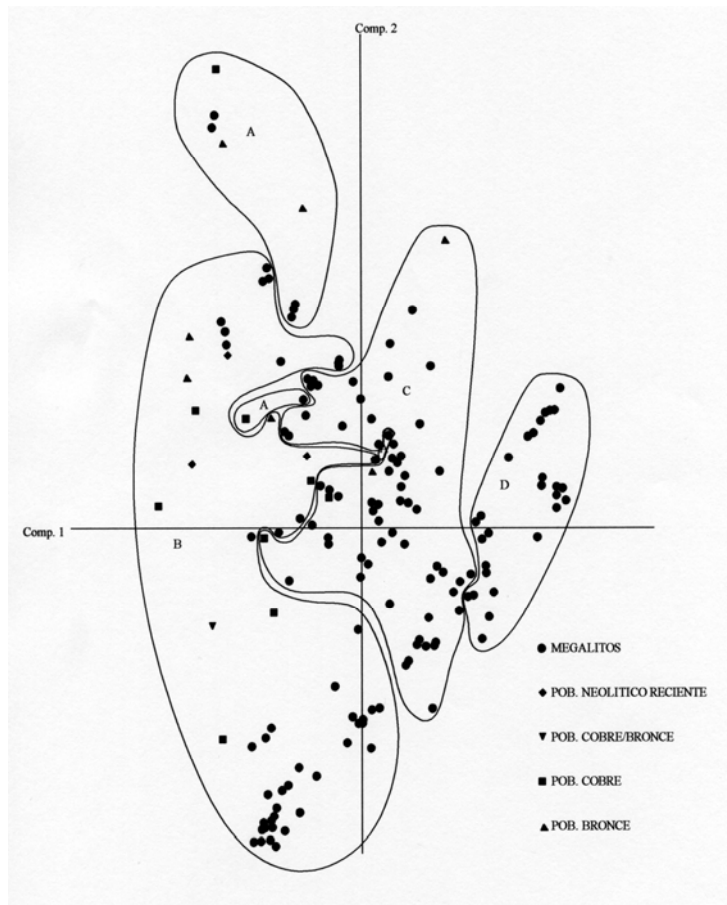 Comp. 2
A
C
A
D
Comp. 1
B
MEGALITOS
POB. NEOLITICO RECIENTE
POB. COBRE/BRONCE
POB. COBRE
POB. BRONCE